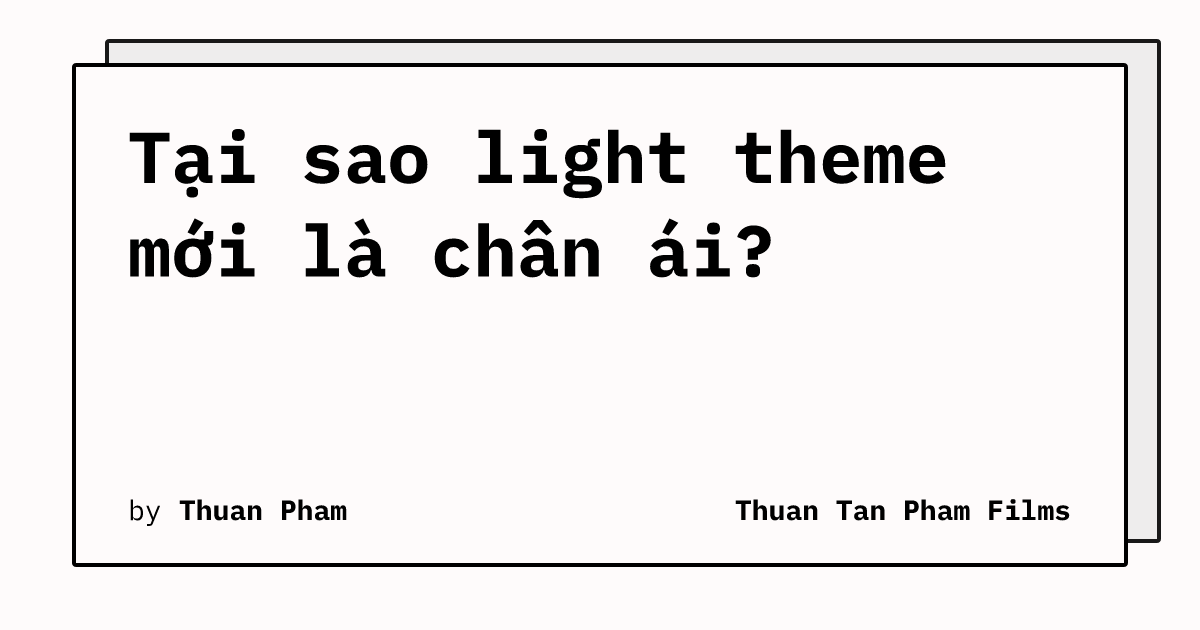 Tại sao light theme
mới là chân ái?
by Thuan Pham
Thuan Tan Pham Films